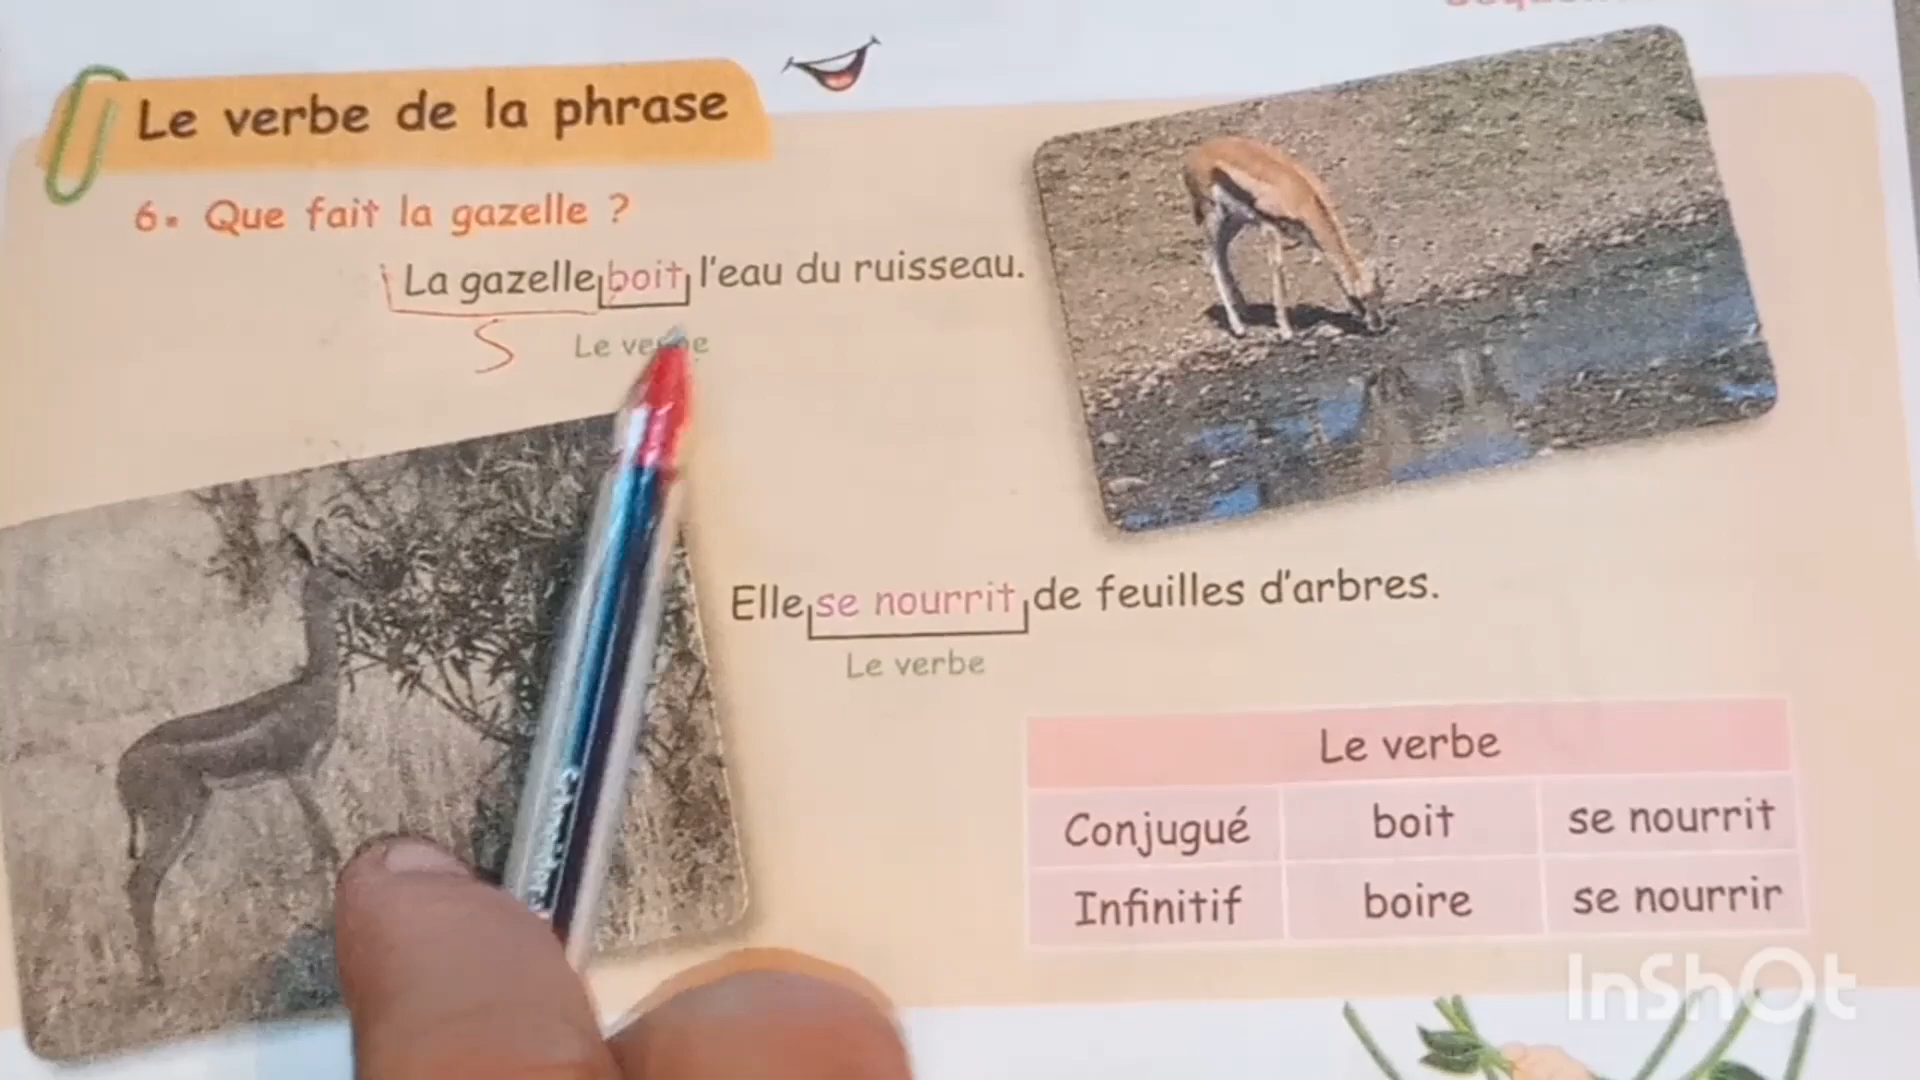 Le verbe de la phrase
6. Que fait la gazelle ?
La gazelle boit l'eau du ruisseau.
S
Le verbe
Elle se nourrit de feuilles d'arbres.
Le verbe
Le verbe
Conjugué boit se nourrit
Infinitif boire se nourrir
InShOt